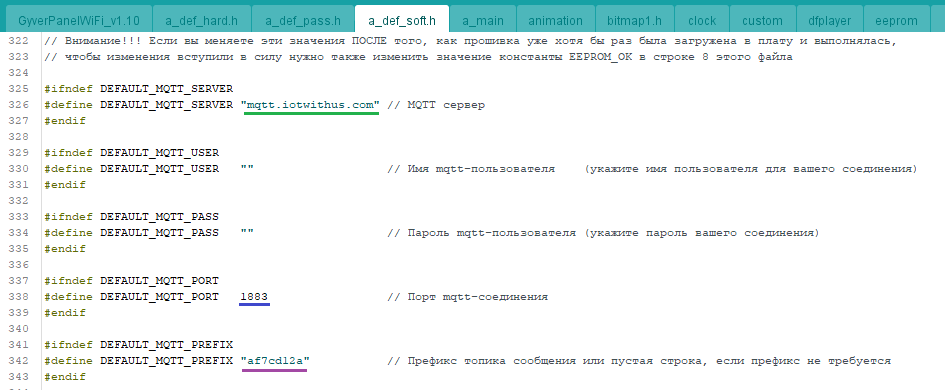 GyverPanelWiFi_v1.10 a_def_hard.h a_def_pass.h a_def_soft.h a_main animation bitmap1.h clock custom dfplayer eeprom
322 // Внимание!!! Если вы меняете эти значения ПОСЛЕ того, как прошивка уже хотя бы раз была загружена в плату и выполнялась,
323 // чтобы изменения вступили в силу нужно также изменить значение константы EEPROM_OK в строке 8 этого файла
324
325 #ifndef DEFAULT_MQTT_SERVER
326 #define DEFAULT_MQTT_SERVER "mqtt.iotwithus.com" // MQTT сервер
327 #endif
328
329 #ifndef DEFAULT_MQTT_USER
330 #define DEFAULT_MQTT_USER "" // Имя mqtt-пользователя (укажите имя пользователя для вашего соединения)
331 #endif
332
333 #ifndef DEFAULT_MQTT_PASS
334 #define DEFAULT_MQTT_PASS "" // Пароль mqtt-пользователя (укажите пароль вашего соединения)
335 #endif
336
337 #ifndef DEFAULT_MQTT_PORT
338 #define DEFAULT_MQTT_PORT 1883 // Порт mqtt-соединения
339 #endif
340
341 #ifndef DEFAULT_MQTT_PREFIX
342 #define DEFAULT_MQTT_PREFIX "af7cd12a" // Префикс топика сообщения или пустая строка, если префикс не требуется
343 #endif